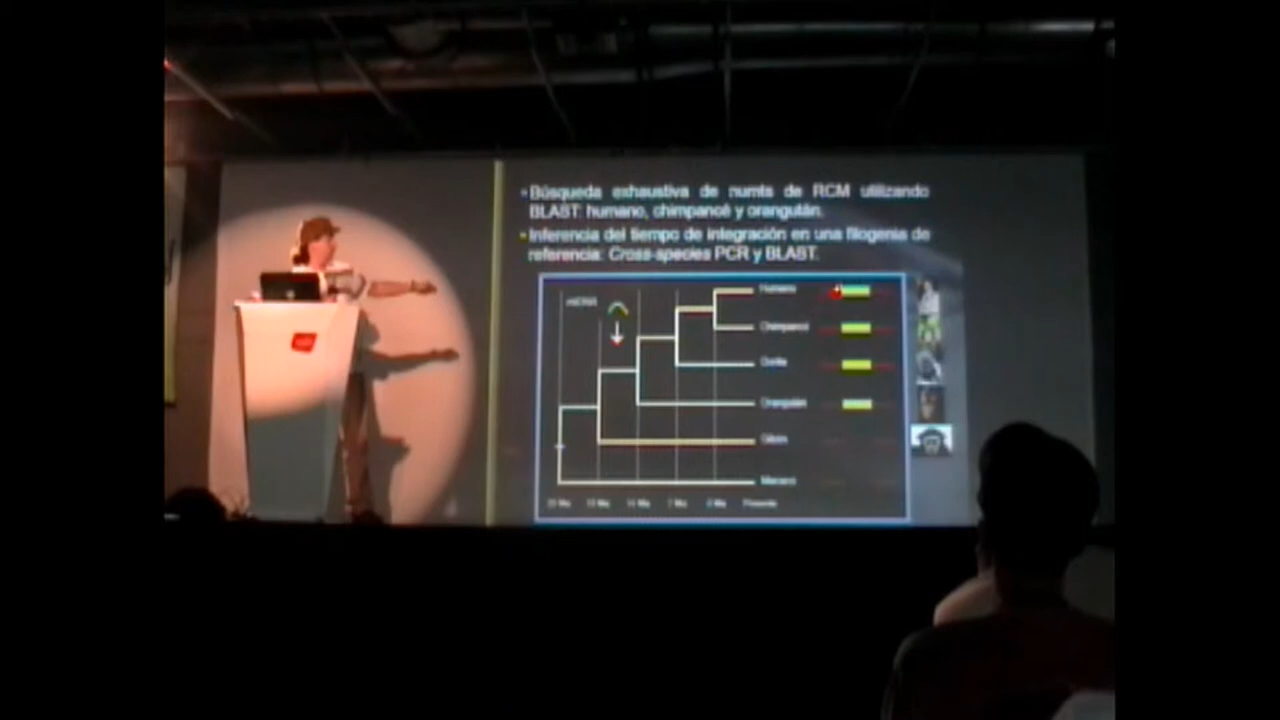 •Búsqueda exhaustiva de numts de RCM utilizando
BLAST: humano, chimpancé y orangután.
•Inferencia del tiempo de integración en una filogenia de
referencia: Cross-species PCR y BLAST.
mtDNA
Humano
Chimpancé
Gorila
Orangután
Gibón
Macaco
Presente